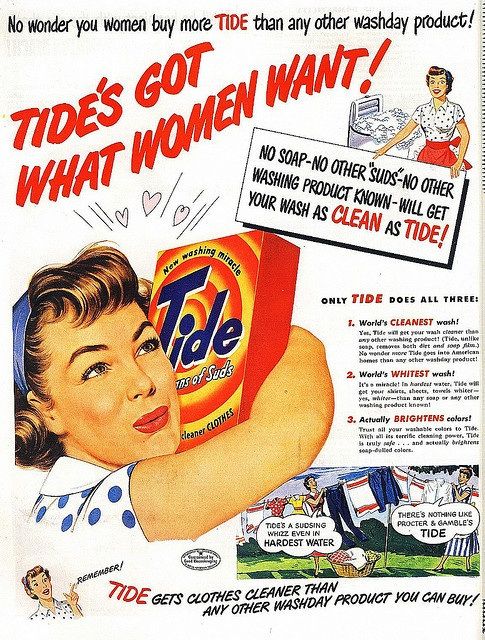 No wonder you women buy more TIDE than any other washday product!
TIDE'S GOT
WHAT WOMEN WANT!
NO SOAP-NO OTHER "SUDS"-NO OTHER
WASHING PRODUCT KNOWN-WILL GET
YOUR WASH AS CLEAN AS TIDE!
New washing miracle
Tide
ns of Suds
cleaner CLOTHES
ONLY TIDE DOES ALL THREE:
1. World's CLEANEST wash!
Yes, Tide will get your wash cleaner than
any other washing product! (Tide, unlike
soap, removes both dirt and soap film.)
No wonder more Tide goes into American
homes than any other washday product!
2. World's WHITEST wash!
It's a miracle! In hardest water, Tide will
get your shirts, sheets, towels whiter—
yes, whiter—than any soap or any other
washing product known!
3. Actually BRIGHTENS colors!
Trust all your washable colors to Tide.
With all its terrific cleaning power, Tide
is truly safe . . . and actually brightens
soap-dulled colors.
TIDE'S A SUDSING
WHIZZ EVEN IN
HARDEST WATER
THERE'S NOTHING LIKE
PROCTER & GAMBLE'S
TIDE
Guaranteed by
Good Housekeeping
REMEMBER!
TIDE GETS CLOTHES CLEANER THAN
ANY OTHER WASHDAY PRODUCT YOU CAN BUY!